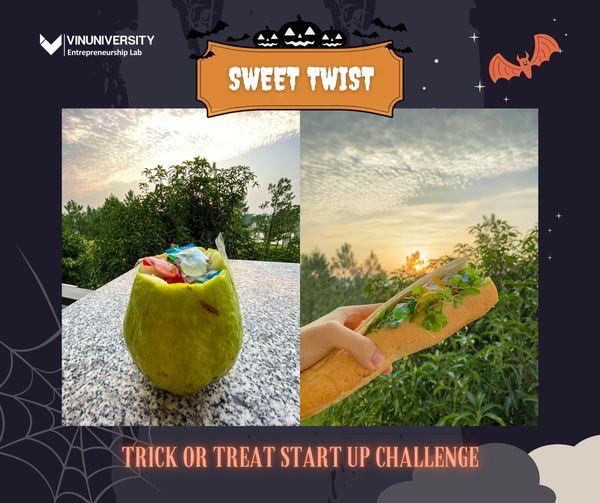 VINUNIVERSITY
Entrepreneurship Lab
SWEET TWIST
TRICK OR TREAT START UP CHALLENGE